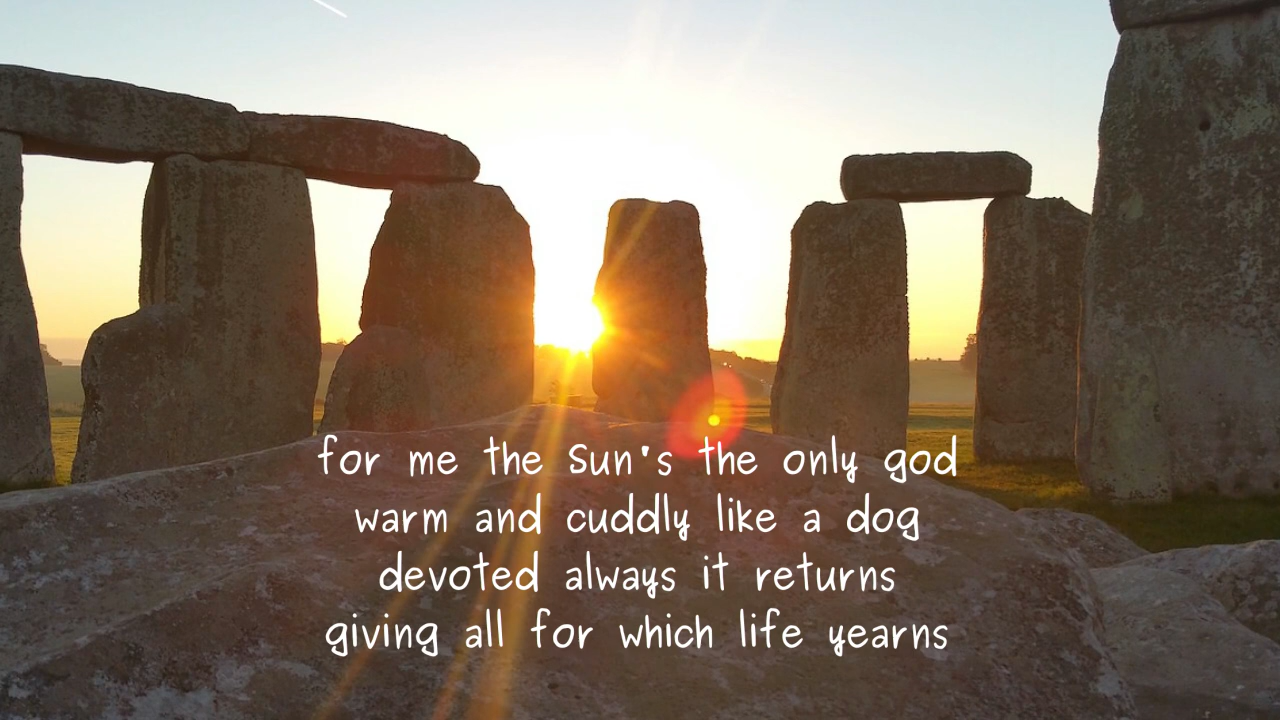 for me the Sun's the only god
warm and cuddly like a dog
devoted always it returns
giving all for which life yearns